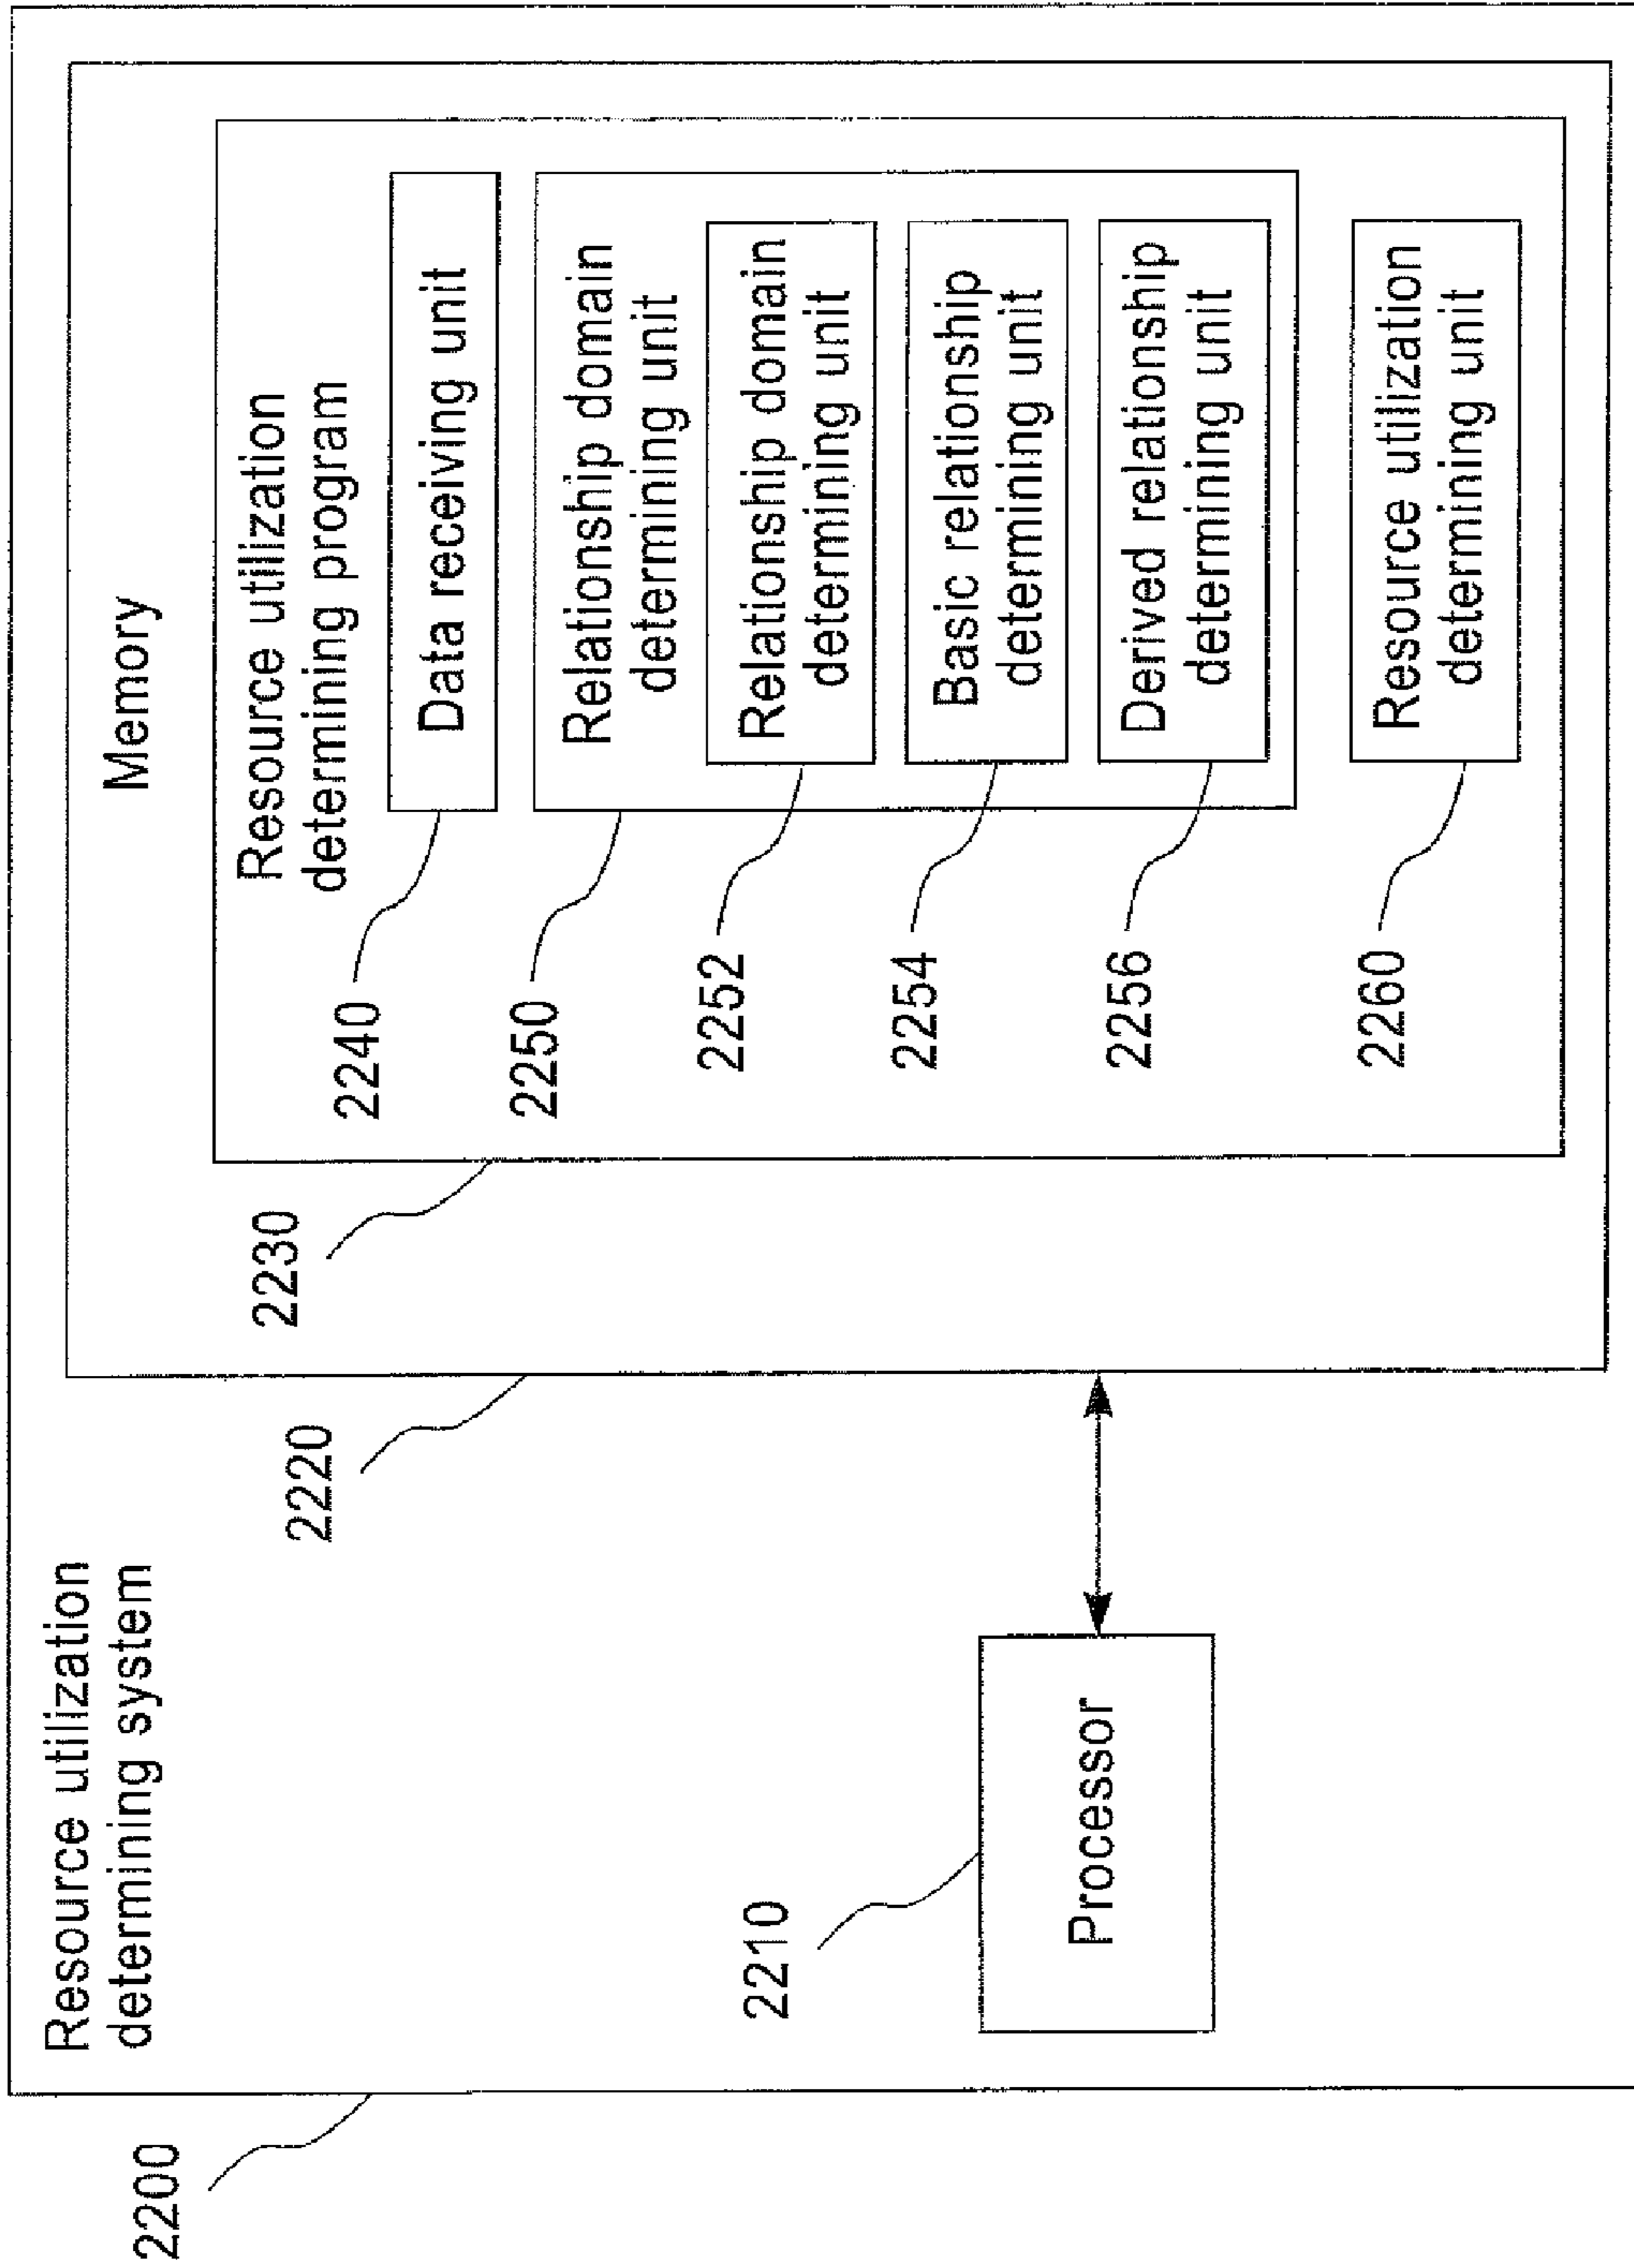 2200
Resource utilization
determining system
2210
Processor
2220
Memory
2230
Resource utilization
determining program
2240
Data receiving unit
2250
Relationship domain
determining unit
2252
Relationship domain
determining unit
2254
Basic relationship
determining unit
2256
Derived relationship
determining unit
2260
Resource utilization
determining unit